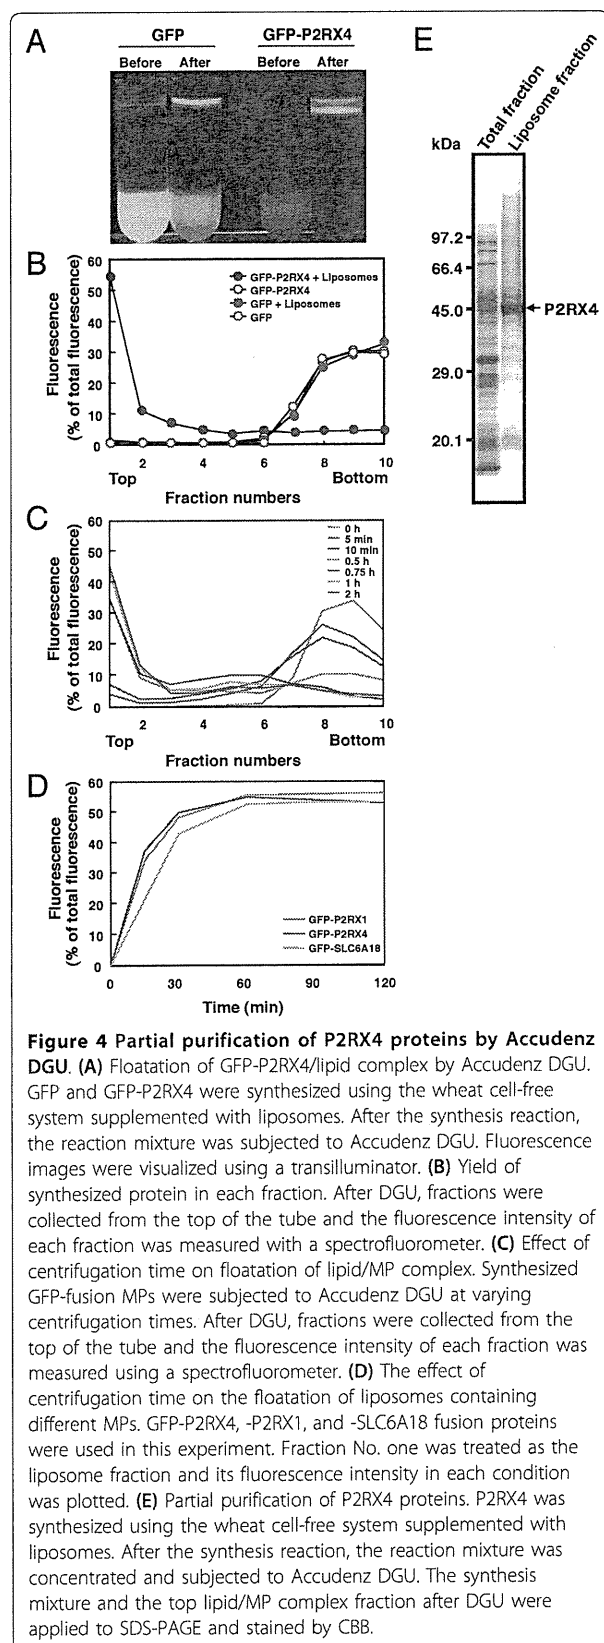 A
GFP
GFP-P2RX4
Before After
Before After
E
Total fraction
Liposome fraction
kDa
97.2
66.4
45.0
P2RX4
29.0
20.1
B
Fluorescence
(% of total fluorescence)
60
50
40
30
20
10
0
GFP-P2RX4 + Liposomes
GFP-P2RX4
GFP + Liposomes
GFP
2 4 6 8 10
Top Bottom
Fraction numbers
C
Fluorescence
(% of total fluorescence)
60
50
40
30
20
10
0
0 h
5 min
10 min
0.5 h
0.75 h
1 h
2 h
2 4 6 8 10
Top Bottom
Fraction numbers
D
Fluorescence
(% of total fluorescence)
60
50
40
30
20
10
0
GFP-P2RX1
GFP-P2RX4
GFP-SLC6A18
0 30 60 90 120
Time (min)
Figure 4 Partial purification of P2RX4 proteins by Accudenz
DGU. (A) Floatation of GFP-P2RX4/lipid complex by Accudenz DGU.
GFP and GFP-P2RX4 were synthesized using the wheat cell-free
system supplemented with liposomes. After the synthesis reaction,
the reaction mixture was subjected to Accudenz DGU. Fluorescence
images were visualized using a transilluminator. (B) Yield of
synthesized protein in each fraction. After DGU, fractions were
collected from the top of the tube and the fluorescence intensity of
each fraction was measured with a spectrofluorometer. (C) Effect of
centrifugation time on floatation of lipid/MP complex. Synthesized
GFP-fusion MPs were subjected to Accudenz DGU at varying
centrifugation times. After DGU, fractions were collected from the
top of the tube and the fluorescence intensity of each fraction was
measured using a spectrofluorometer. (D) The effect of
centrifugation time on the floatation of liposomes containing
different MPs. GFP-P2RX4, -P2RX1, and -SLC6A18 fusion proteins
were used in this experiment. Fraction No. one was treated as the
liposome fraction and its fluorescence intensity in each condition
was plotted. (E) Partial purification of P2RX4 proteins. P2RX4 was
synthesized using the wheat cell-free system supplemented with
liposomes. After the synthesis reaction, the reaction mixture was
concentrated and subjected to Accudenz DGU. The synthesis
mixture and the top lipid/MP complex fraction after DGU were
applied to SDS-PAGE and stained by CBB.